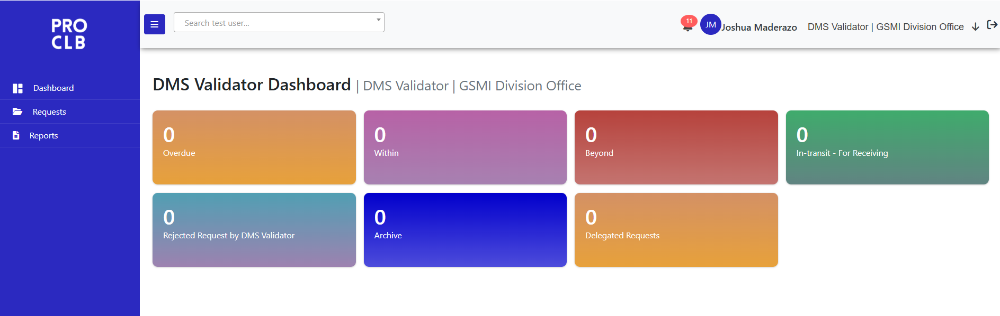 PRO
CLB
Search test user...
11
JM
Joshua Maderazo
DMS Validator | GSMI Division Office
Dashboard
Requests
Reports
DMS Validator Dashboard | DMS Validator | GSMI Division Office
0
Overdue
0
Within
0
Beyond
0
In-transit - For Receiving
0
Rejected Request by DMS Validator
0
Archive
0
Delegated Requests